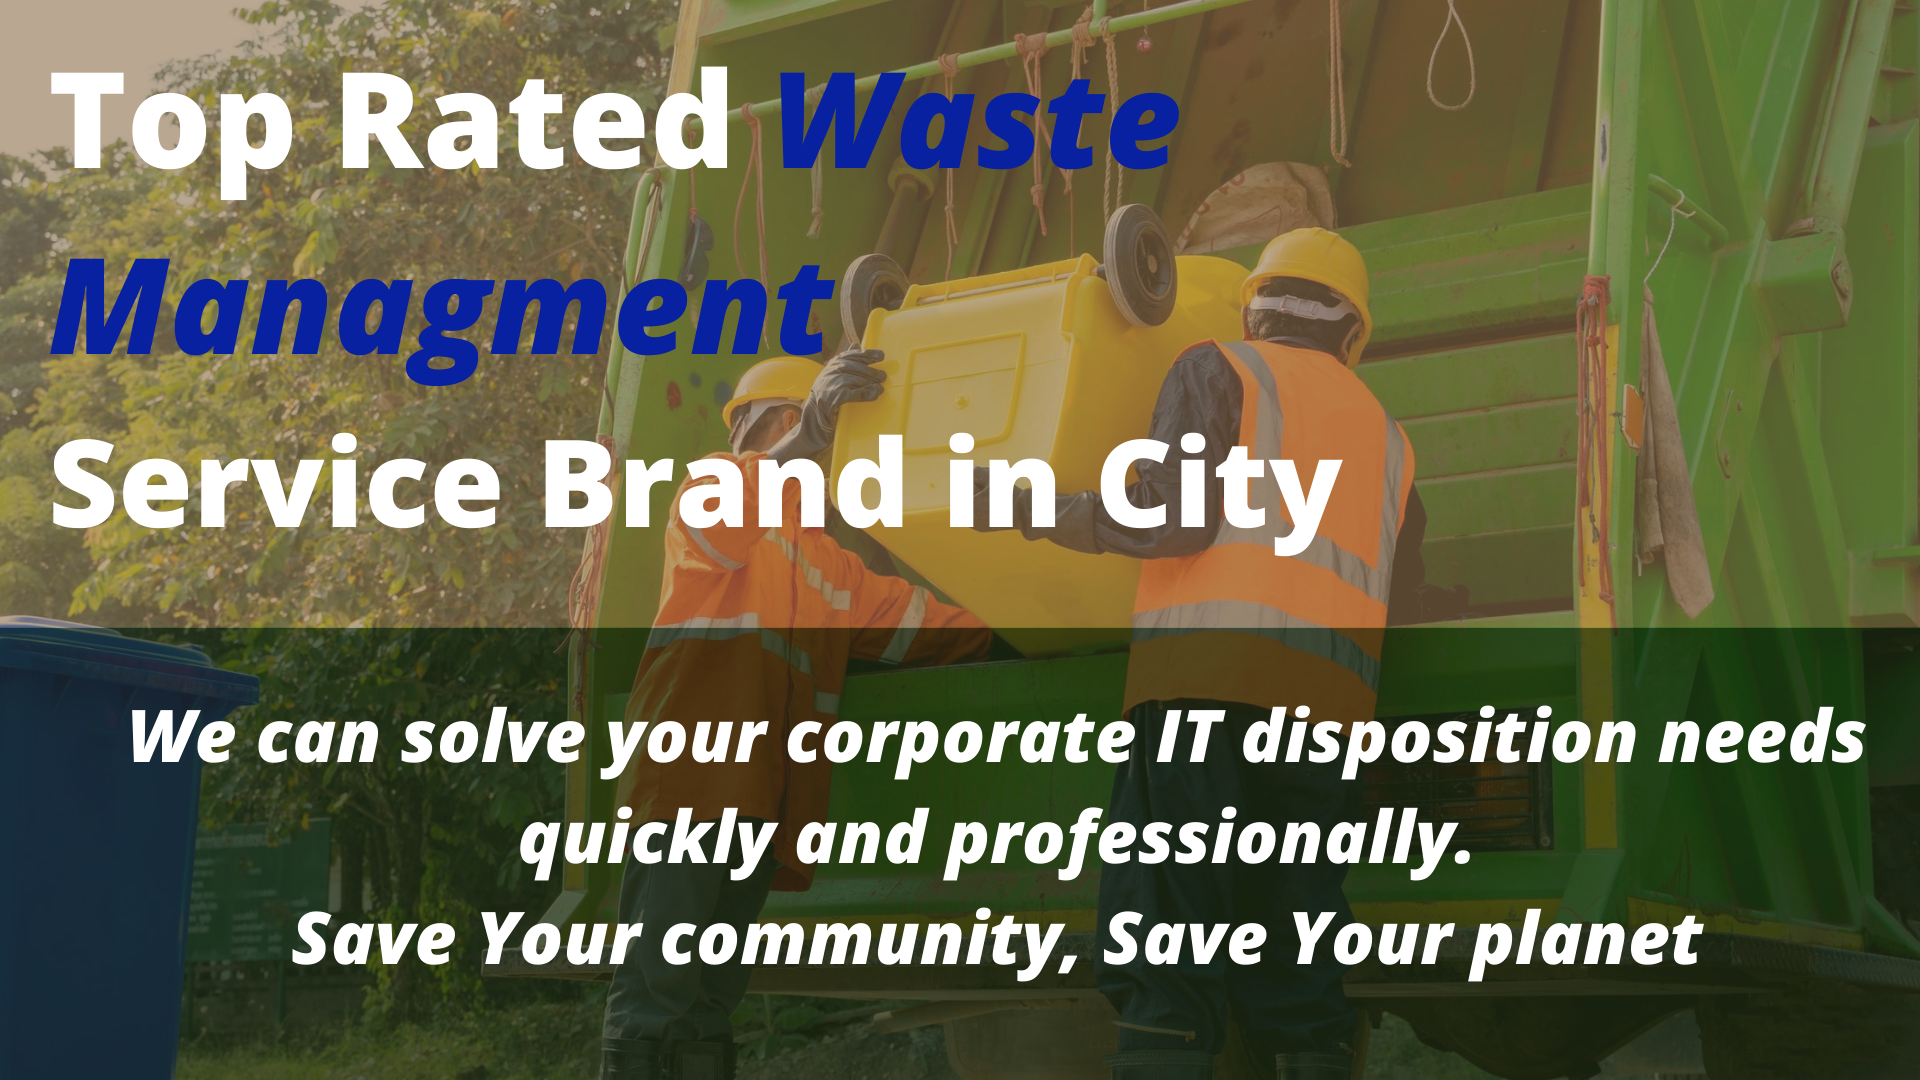 Top Rated Waste
Managment
Service Brand in City
We can solve your corporate IT disposition needs
quickly and professionally.
Save Your community, Save Your planet